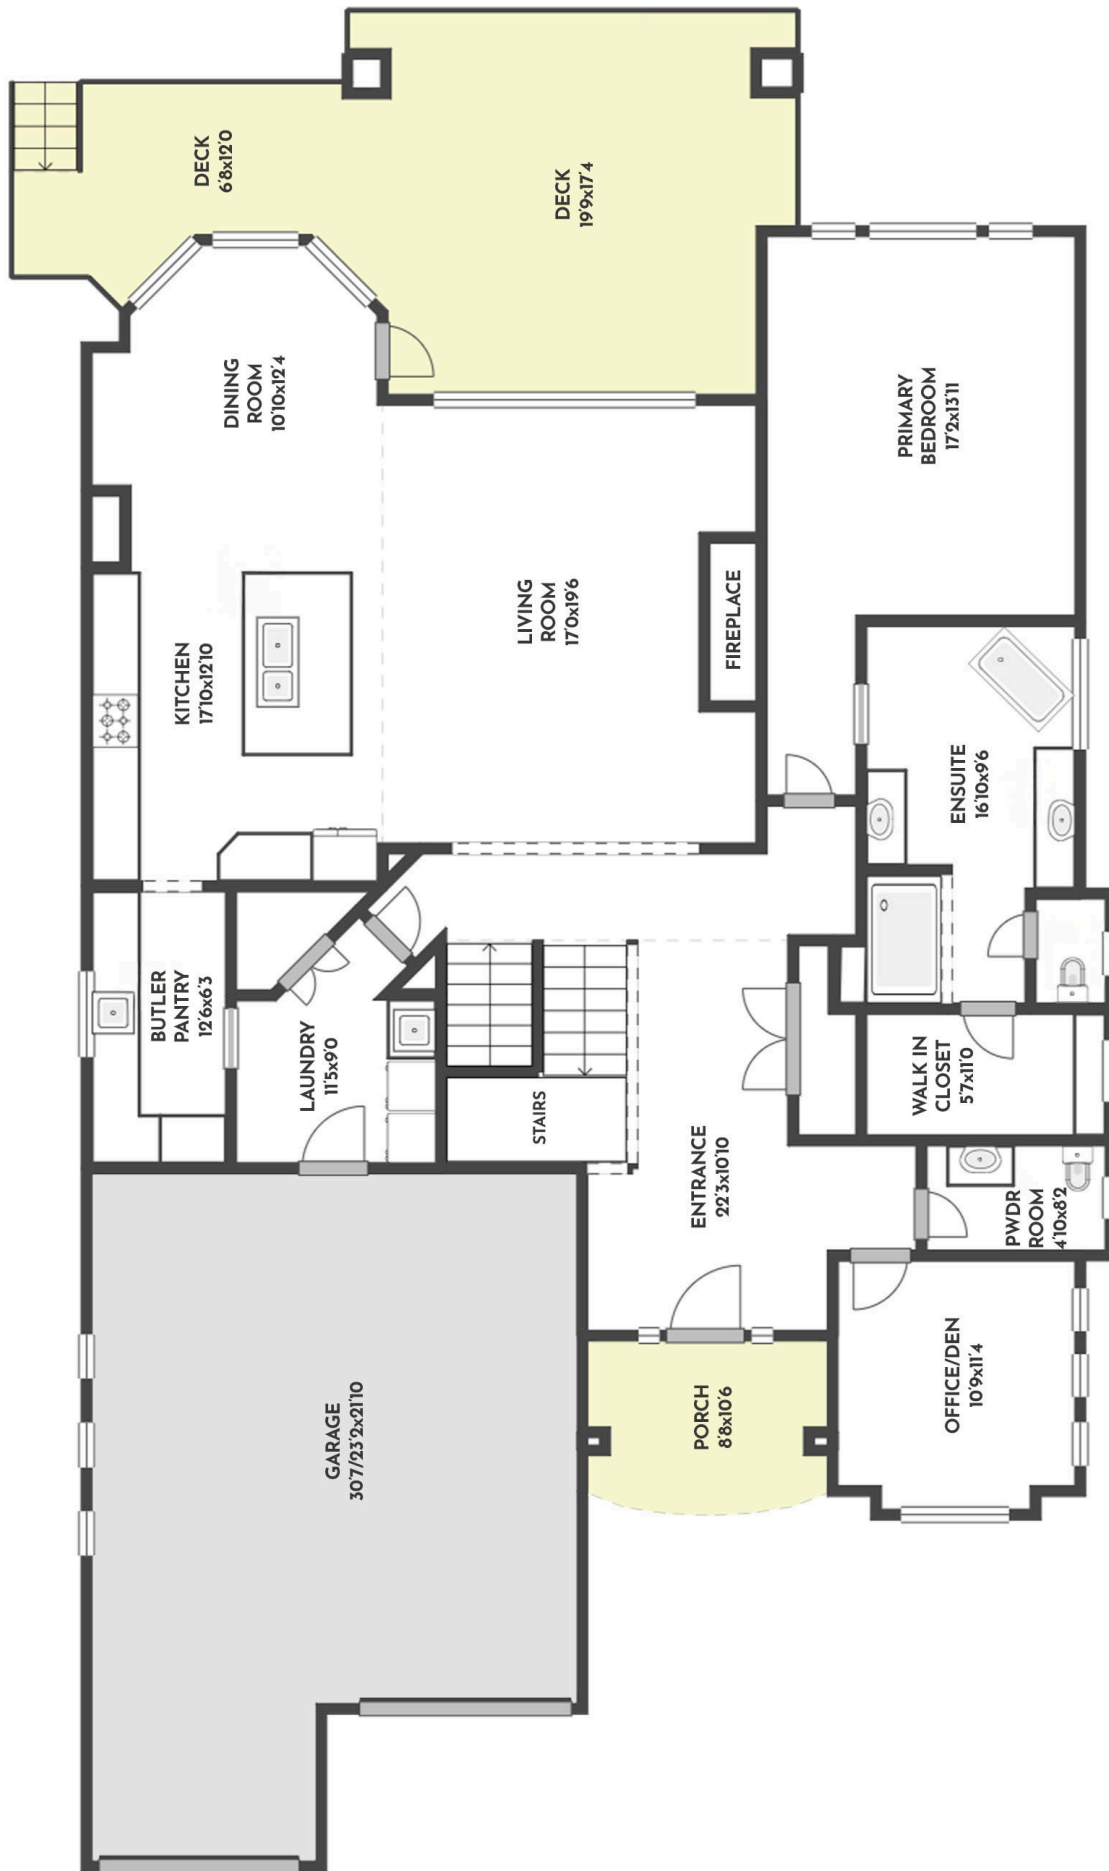 DECK
6'8x12'0
DECK
19'9x17'4
DINING
ROOM
10'10x12'4
PRIMARY
BEDROOM
17'2x13'11
KITCHEN
17'10x12'10
LIVING
ROOM
17'0x19'6
FIREPLACE
ENSUITE
16'10x9'6
BUTLER
PANTRY
12'6x6'3
LAUNDRY
11'5x9'0
STAIRS
WALK IN
CLOSET
5'7x11'0
ENTRANCE
22'3x10'10
PWDR
ROOM
4'10x8'2
GARAGE
30'7/23'2x21'10
PORCH
8'8x10'6
OFFICE/DEN
10'9x11'4